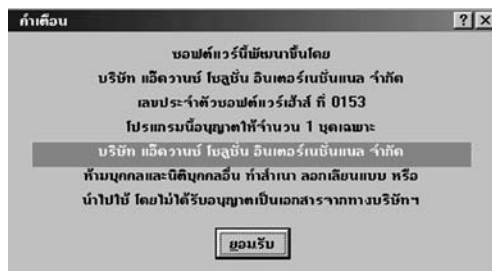 คำเตือน
ซอฟต์แวร์นี้พัฒนาขึ้นโดย
บริษัท แอ๊ดวานซ์ โซลูชั่น อินเตอร์เนชั่นแนล จำกัด
เลขประจำตัวซอฟต์แวร์เฮ้าส์ ที่ 0153
โปรแกรมนี้อนุญาตให้จำนวน 1 ชุดเฉพาะ
บริษัท แอ๊ดวานซ์ โซลูชั่น อินเตอร์เนชั่นแนล จำกัด
ห้ามบุคคลและนิติบุคคลอื่น ทำสำเนา ลอกเลียนแบบ หรือ
นำไปใช้ โดยไม่ได้รับอนุญาตเป็นเอกสารจากทางบริษัทฯ
ยอมรับ